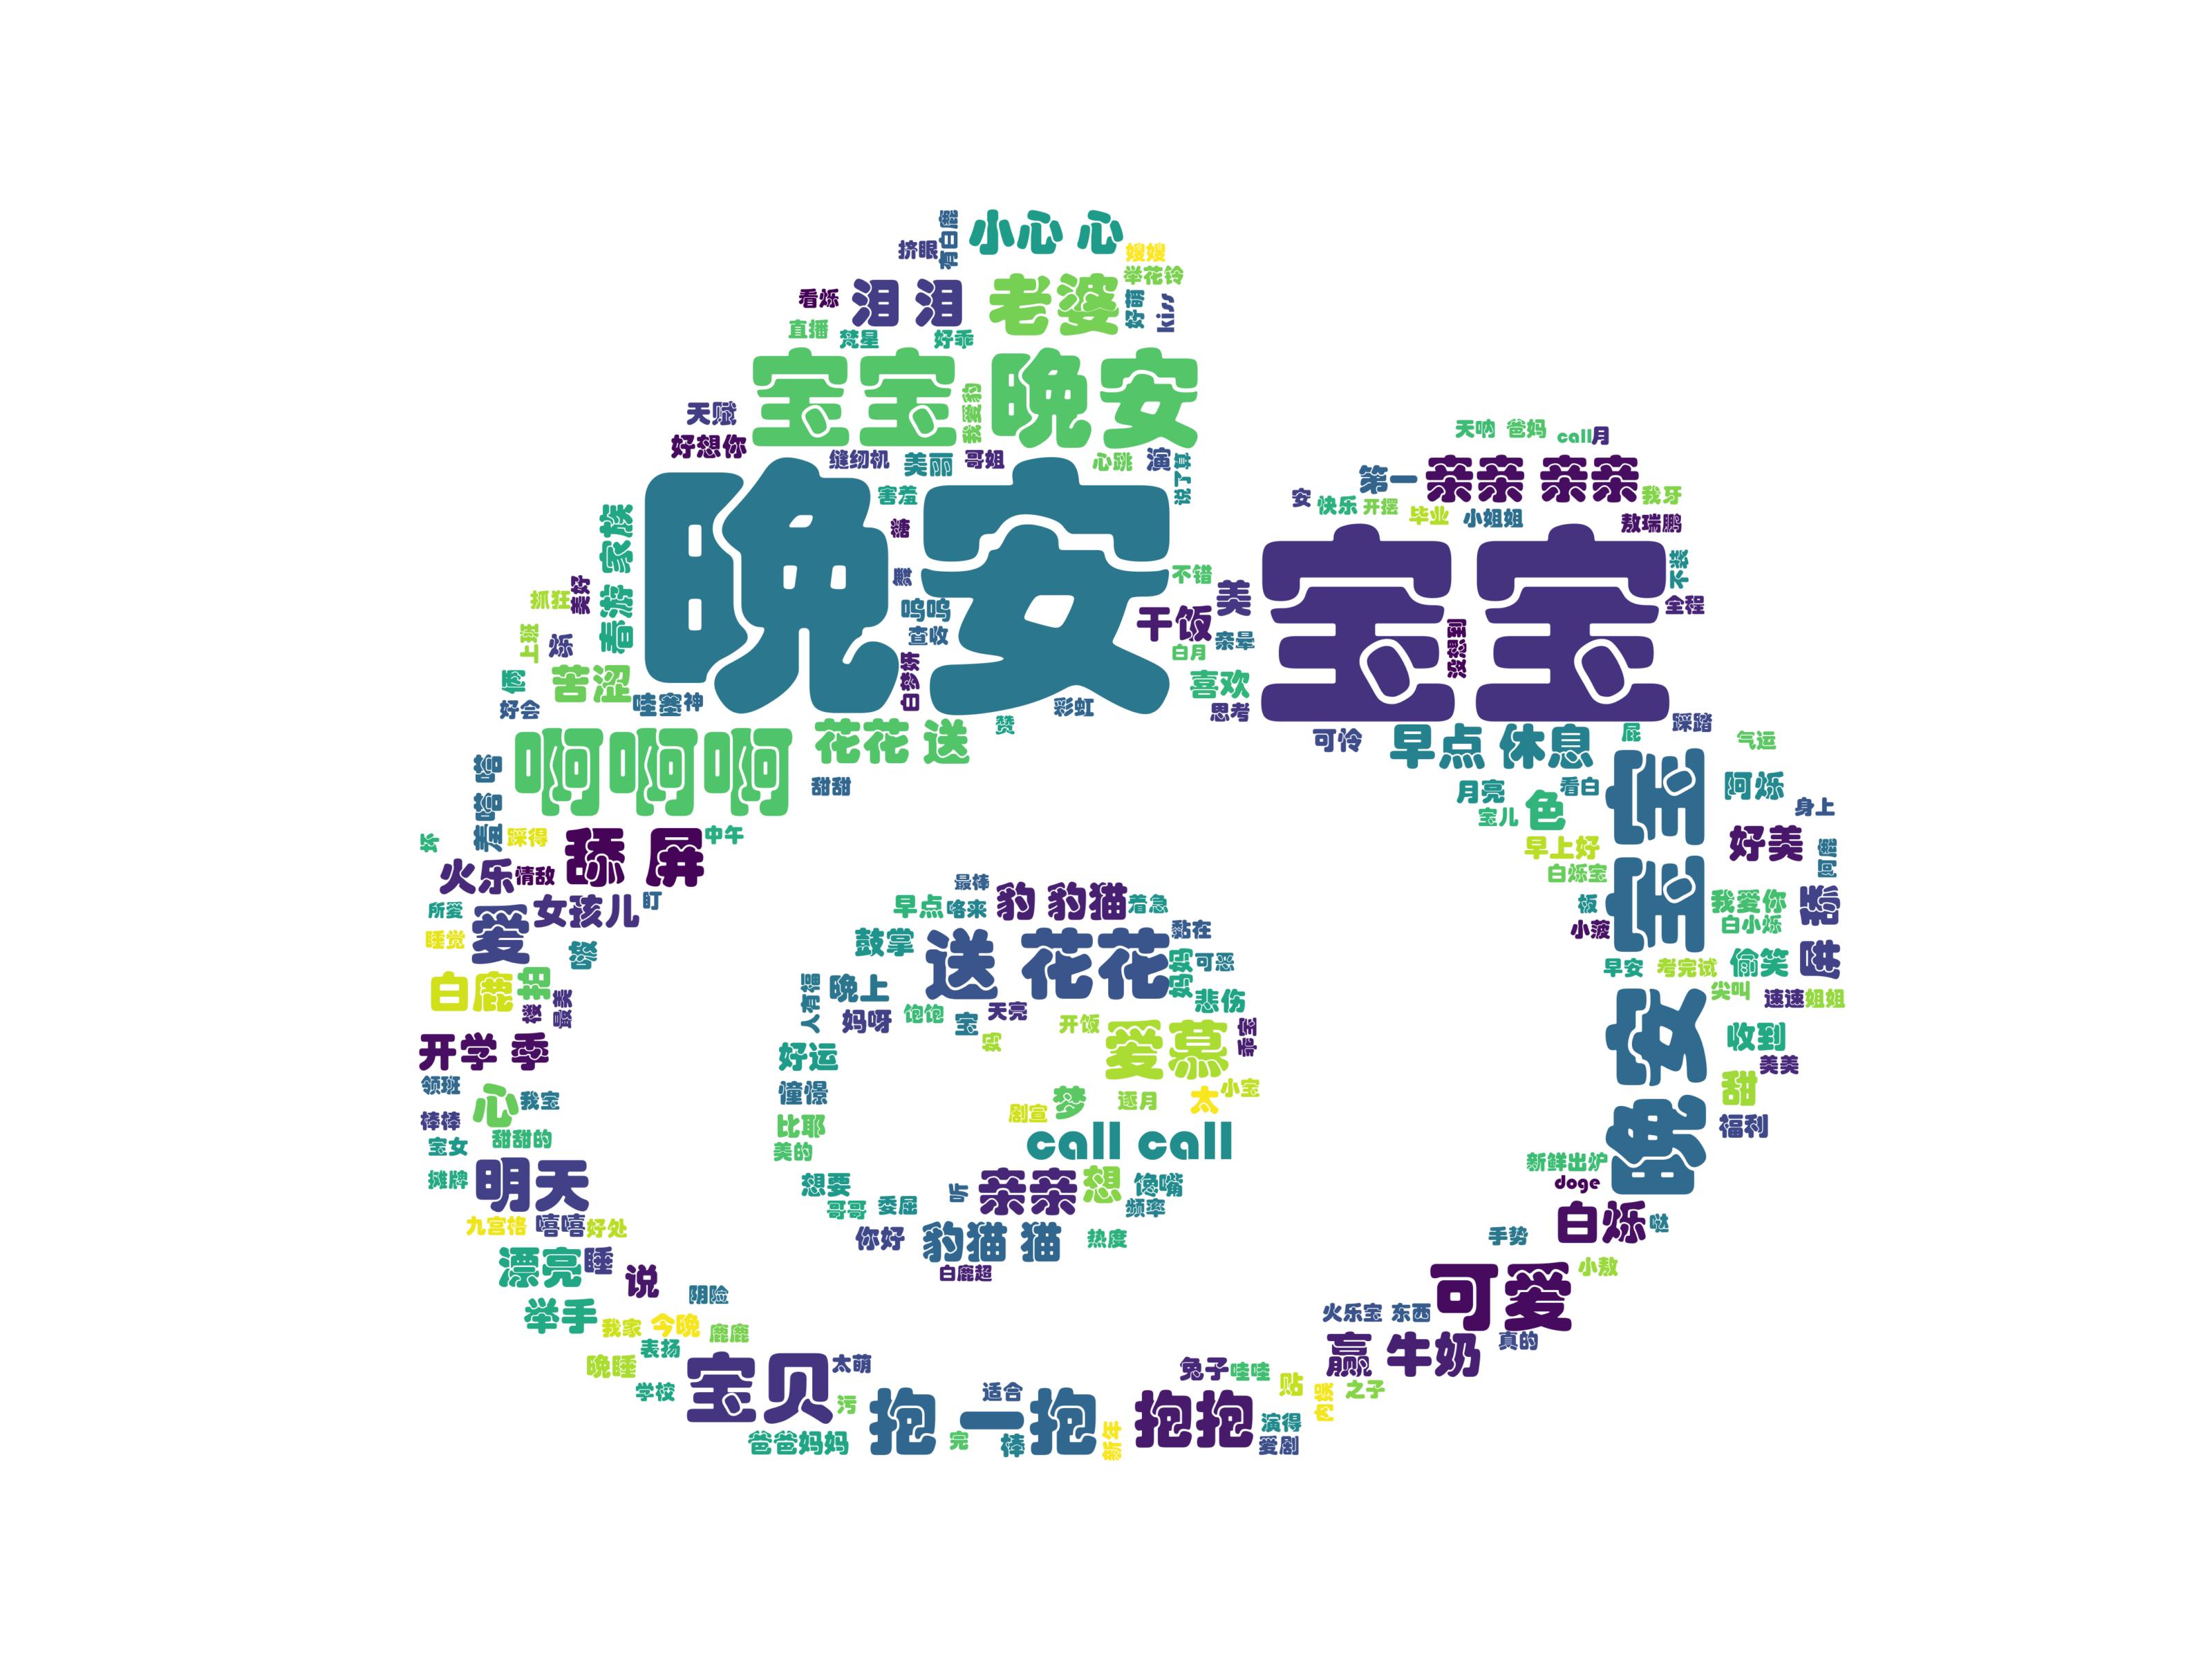 小心 心
有白鹿
挤眼
嫂嫂
举花铃
看烁
泪 泪
老婆
好萌
kiss
直播
梵星
好乖
宝宝 晚安
我爱豹
天赋
好想你
缝纫机
美丽
哥姐
心跳
演
天呐
爸妈
call月
第一
亲亲 亲亲
我牙
安
快乐
开摆
毕业
小姐姐
敖瑞鹏
晚安
害羞
糖
宝宝
不装
全程
没想到
春游 家族
抓狂
美好
上班
烁
呜呜
查收
不错
美
干饭
亲晕
白月
喜欢
思考
俩
苦涩
好会
哇塞
神
白梦妍
彩虹
啊啊啊
花花 送
赞
甜甜
可怜
早点 休息
屁
踩踏
气运
月亮
看白
宝儿
色
阿烁
身上
早上好
白烁宝
好美
阿鹿
宝宝 晚安
坏
踩得
舔 屏
中午
火乐
情敌
所爱
爱
女孩儿
盯
睡觉
白鹿
最美
最棒
早点
咯来
豹 豹猫
着急
鼓掌
送 花花
黏在
妈妈
可恶
人有福
晚上
悲伤
妈呀
饱饱
宝
天亮
妈
开饭
爱慕
乖宝
板
小菠
我爱你
白小烁
舔 屏
早安
考完试
偷笑
尖叫
速速
姐姐
收到
美美
甜
福利
开学 季
领班
棒棒
心
我宝
宝女
甜甜的
摊牌
明天
好运
憧憬
比耶
美的
梦
逐月
太
小宝
剧宣
call call
想要
听
亲亲
想
馋嘴
哥哥
委屈
频率
你好
豹猫 猫
热度
白鹿超
新鲜出炉
doge
白烁
哒
手势
小敖
九宫格
嘻嘻
好处
漂亮
睡
说
阴险
举手
我家
今晚
鹿鹿
表扬
晚睡
学校
宝贝
太萌
污
爸爸妈妈
抱 一抱
适合
完
棒
新年
抱抱
兔子
哇哇
贴
内娱
之子
演得
爱剧
火乐宝
东西
可爱
赢 牛奶
真的